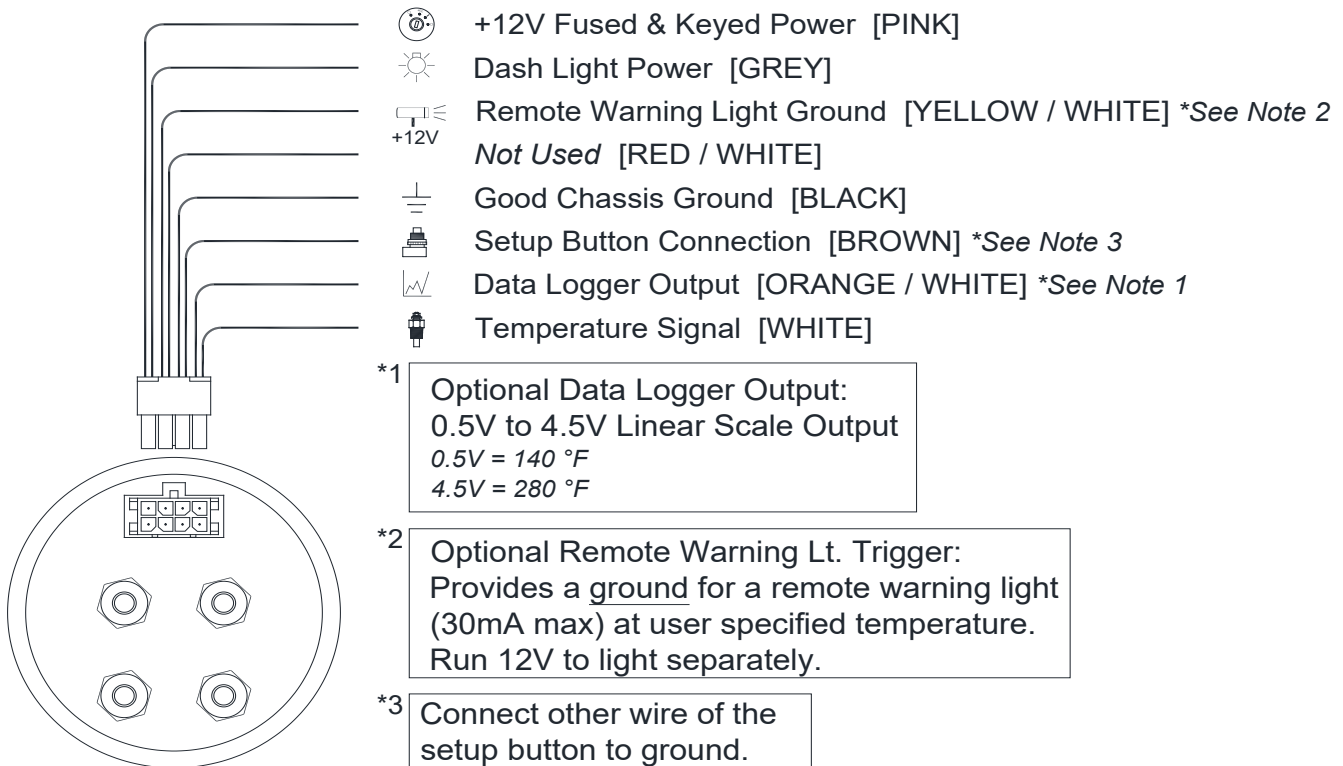 +12V Fused & Keyed Power [PINK]
Dash Light Power [GREY]
Remote Warning Light Ground [YELLOW / WHITE] *See Note 2
+12V
Not Used [RED / WHITE]
Good Chassis Ground [BLACK]
Setup Button Connection [BROWN] *See Note 3
Data Logger Output [ORANGE / WHITE] *See Note 1
Temperature Signal [WHITE]
*1
Optional Data Logger Output:
0.5V to 4.5V Linear Scale Output
0.5V = 140 °F
4.5V = 280 °F
*2
Optional Remote Warning Lt. Trigger:
Provides a ground for a remote warning light
(30mA max) at user specified temperature.
Run 12V to light separately.
*3
Connect other wire of the
setup button to ground.